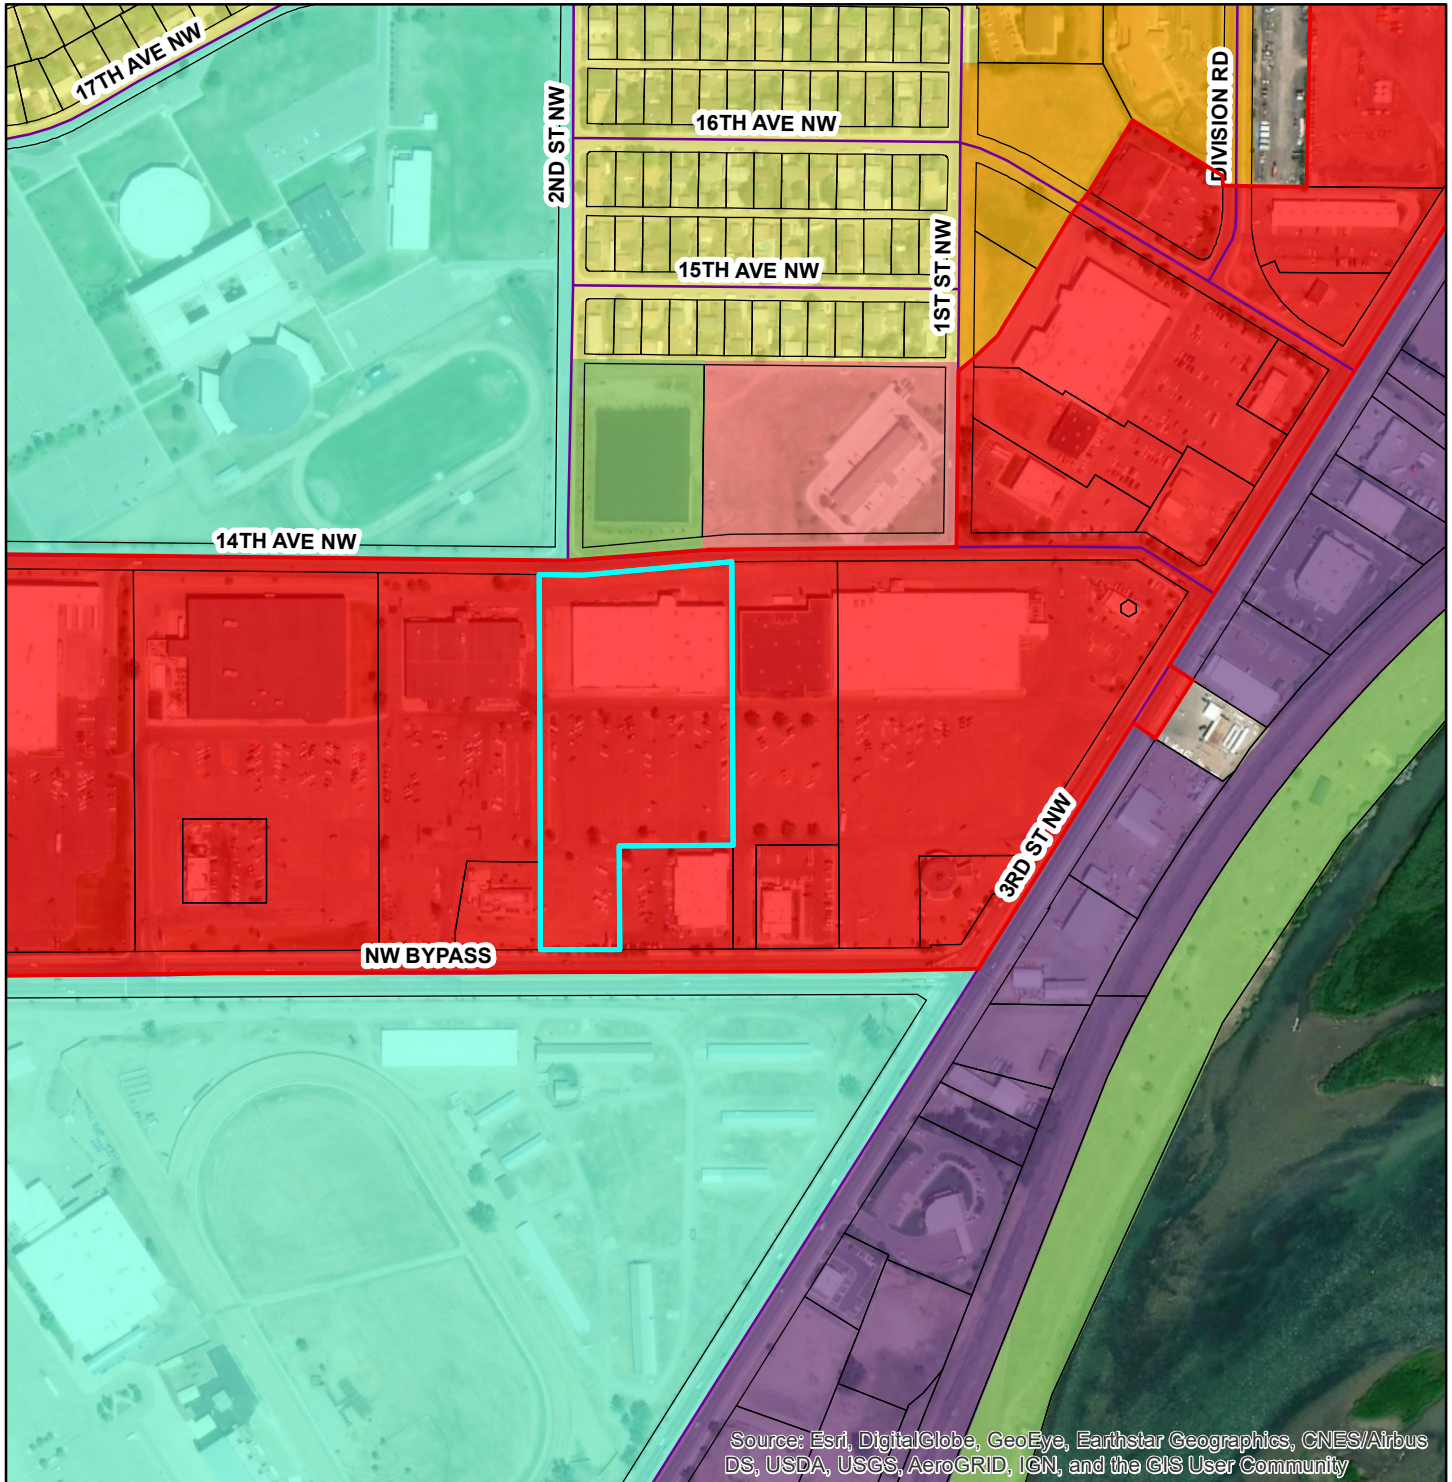 17TH AVE NW
2ND ST NW
16TH AVE NW
DIVISION RD
15TH AVE NW
1ST ST NW
14TH AVE NW
3RD ST NW
NW BYPASS
Source: Esri, DigitalGlobe, GeoEye, Earthstar Geographics, CNES/Airbus
DS, USDA, USGS, AeroGRID, IGN, and the GIS User Community